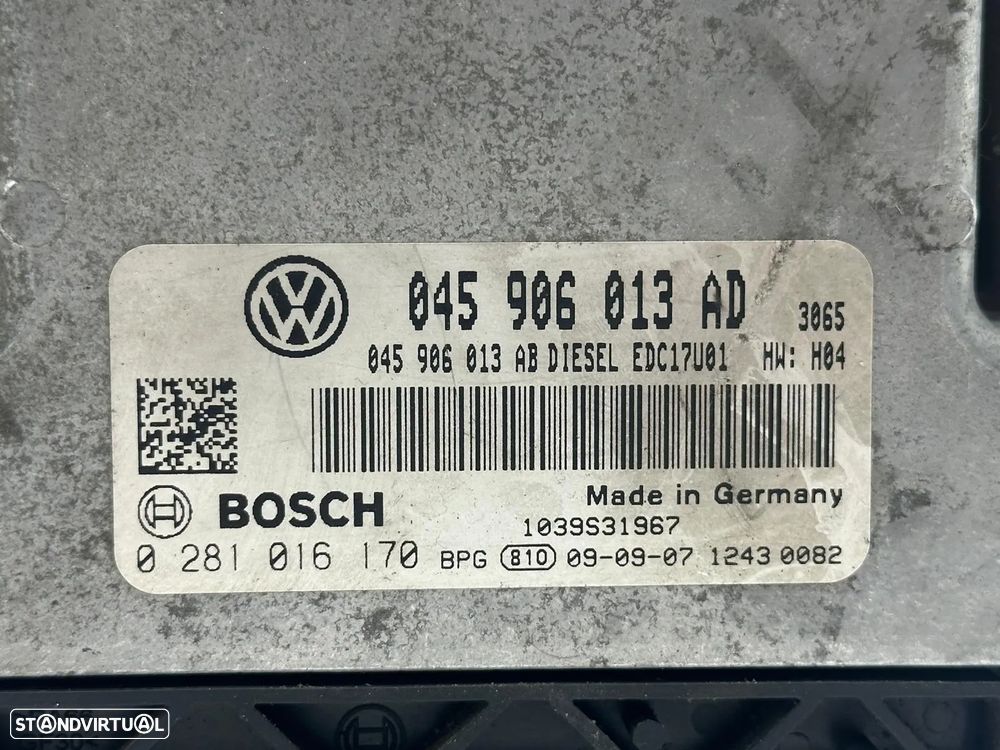 045 906 013 AD 3065
045 906 013 AB DIESEL EDC17U01 HW: H04
BOSCH
Made in Germany
1039S31967
0 281 016 170 BPG 810 09-09-07 1243 0082
STANDVIRTUAL